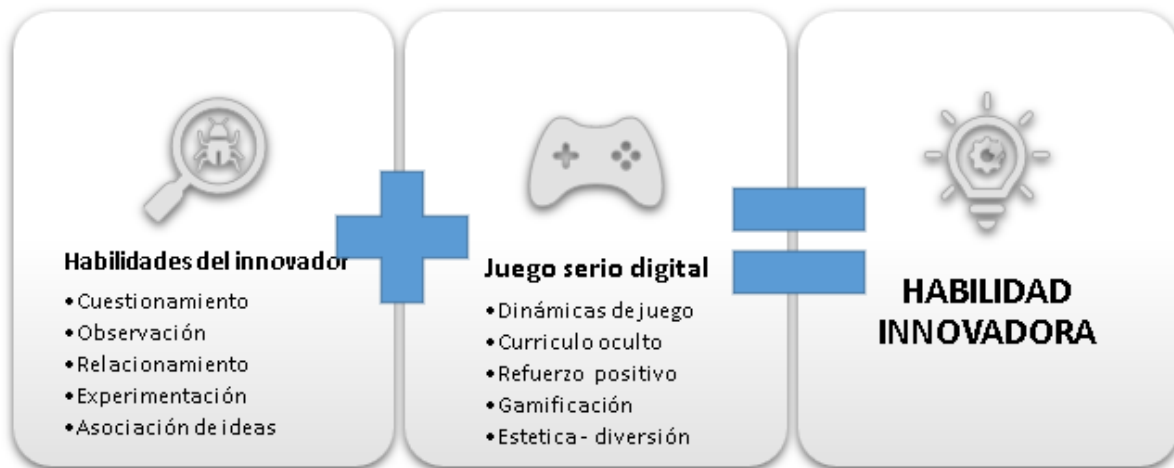 Habilidades del innovador
•Cuestionamiento
•Observación
•Relacionamiento
•Experimentación
•Asociación de ideas
Juego serio digital
•Dinámicas de juego
•Curriculo oculto
•Refuerzo positivo
•Gamificación
•Estetica - diversión
HABILIDAD
INNOVADORA